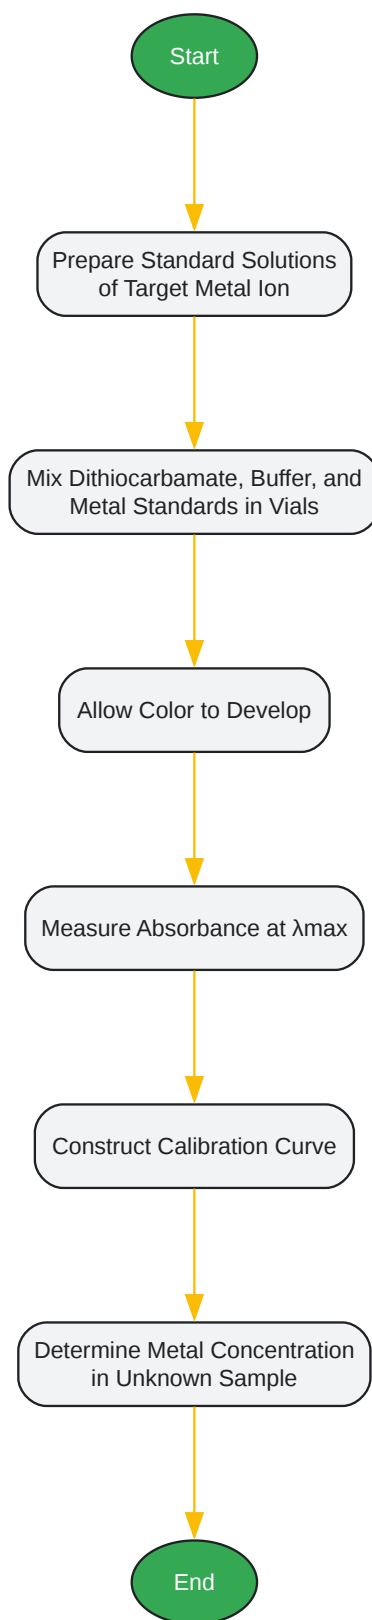 Start
Prepare Standard Solutions
of Target Metal Ion
Mix Dithiocarbamate, Buffer, and
Metal Standards in Vials
Allow Color to Develop
Measure Absorbance at λmax
Construct Calibration Curve
Determine Metal Concentration
in Unknown Sample
End